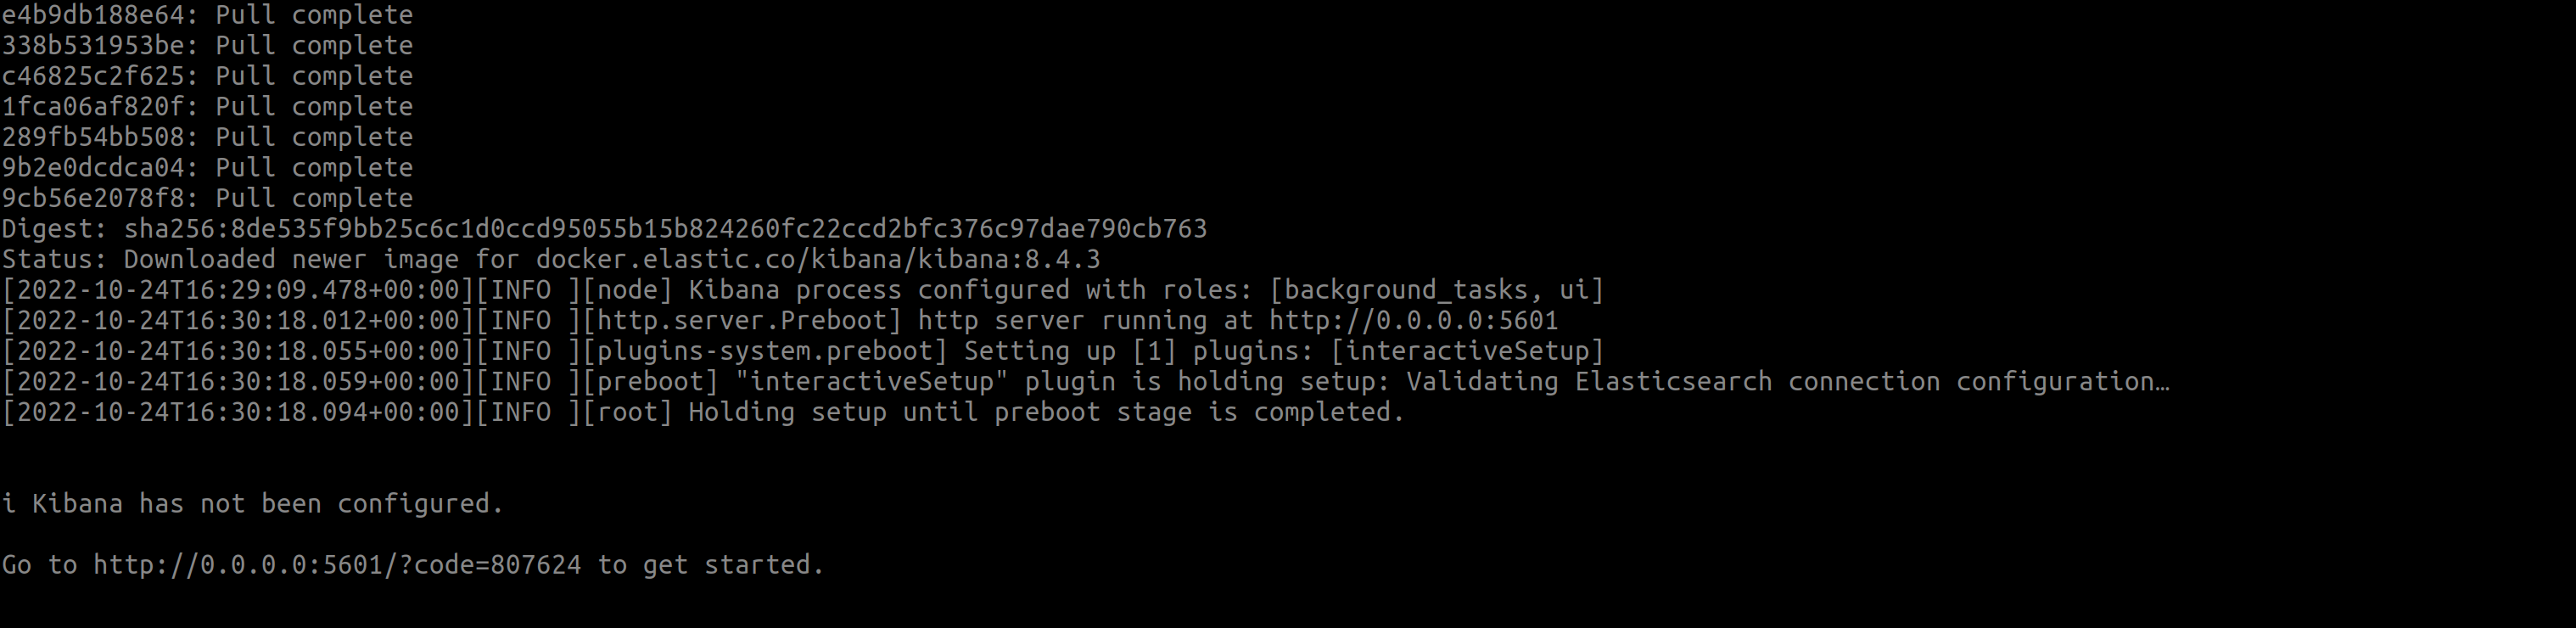 e4b9db188e64: Pull complete
338b531953be: Pull complete
c46825c2f625: Pull complete
1fca06af820f: Pull complete
289fb54bb508: Pull complete
9b2e0dcdca04: Pull complete
9cb56e2078f8: Pull complete
Digest: sha256:8de535f9bb25c6c1d0ccd95055b15b824260fc22ccd2bfc376c97dae790cb763
Status: Downloaded newer image for docker.elastic.co/kibana/kibana:8.4.3
[2022-10-24T16:29:09.478+00:00][INFO ][node] Kibana process configured with roles: [background_tasks, ui]
[2022-10-24T16:30:18.012+00:00][INFO ][http.server.Preboot] http server running at http://0.0.0.0:5601
[2022-10-24T16:30:18.055+00:00][INFO ][plugins-system.preboot] Setting up [1] plugins: [interactiveSetup]
[2022-10-24T16:30:18.059+00:00][INFO ][preboot] "interactiveSetup" plugin is holding setup: Validating Elasticsearch connection configuration…
[2022-10-24T16:30:18.094+00:00][INFO ][root] Holding setup until preboot stage is completed.
i Kibana has not been configured.
Go to http://0.0.0.0:5601/?code=807624 to get started.